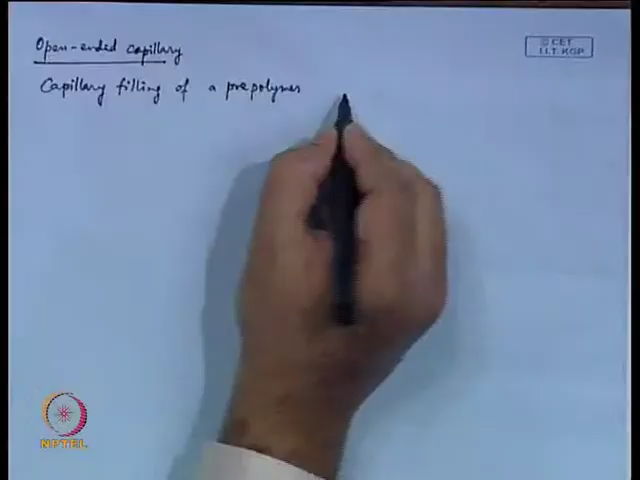 Open-ended capillary
Capillary filling of a prepolymer
© CET
I.I.T. KGP
NPTEL